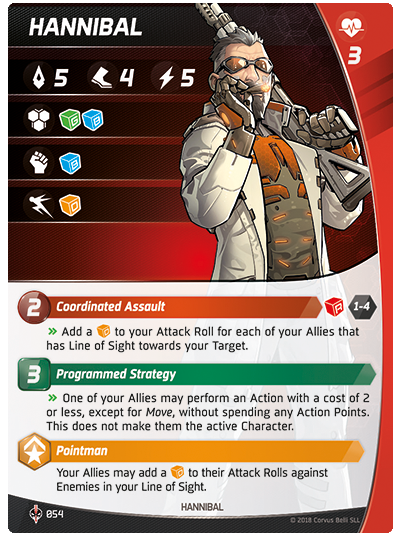 HANNIBAL
3
5 4 5
G B
B
O
2 Coordinated Assault R 1-4
» Add a O to your Attack Roll for each of your Allies that
has Line of Sight towards your Target.
3 Programmed Strategy
» One of your Allies may perform an Action with a cost of 2
or less, except for Move, without spending any Action Points.
This does not make them the active Character.
Pointman
Your Allies may add a O to their Attack Rolls against
Enemies in your Line of Sight.
054 HANNIBAL © 2018 Corvus Belli SLL